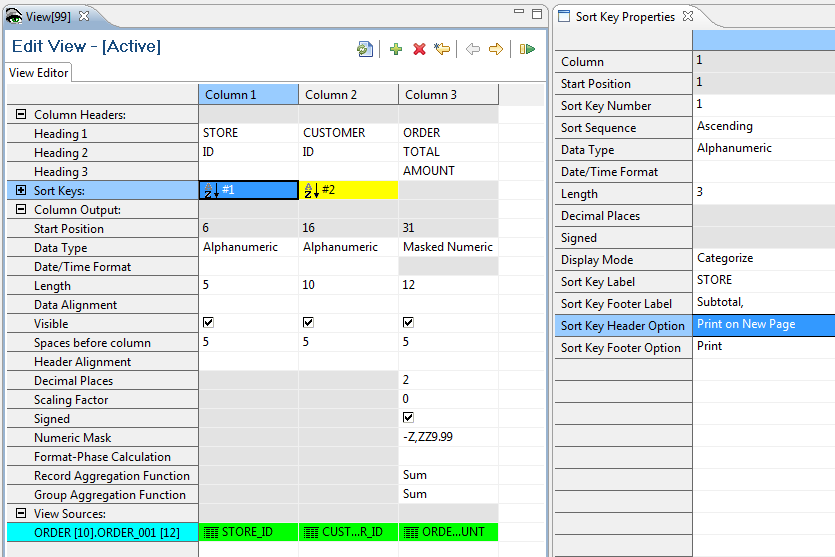 View[99]
Edit View - [Active]
View Editor
Column 1 Column 2 Column 3
Column Headers:
Heading 1 STORE CUSTOMER ORDER
Heading 2 ID ID TOTAL
Heading 3 AMOUNT
Sort Keys: #1 #2
Column Output:
Start Position 6 16 31
Data Type Alphanumeric Alphanumeric Masked Numeric
Date/Time Format
Length 5 10 12
Data Alignment
Visible
Spaces before column 5 5 5
Header Alignment
Decimal Places 2
Scaling Factor 0
Signed
Numeric Mask -Z,ZZ9.99
Format-Phase Calculation
Record Aggregation Function Sum
Group Aggregation Function Sum
View Sources:
ORDER [10].ORDER_001 [12] STORE_ID CUST...R_ID ORDE...UNT
Sort Key Properties
Column 1
Start Position 1
Sort Key Number 1
Sort Sequence Ascending
Data Type Alphanumeric
Date/Time Format
Length 3
Decimal Places
Signed
Display Mode Categorize
Sort Key Label STORE
Sort Key Footer Label Subtotal,
Sort Key Header Option Print on New Page
Sort Key Footer Option Print